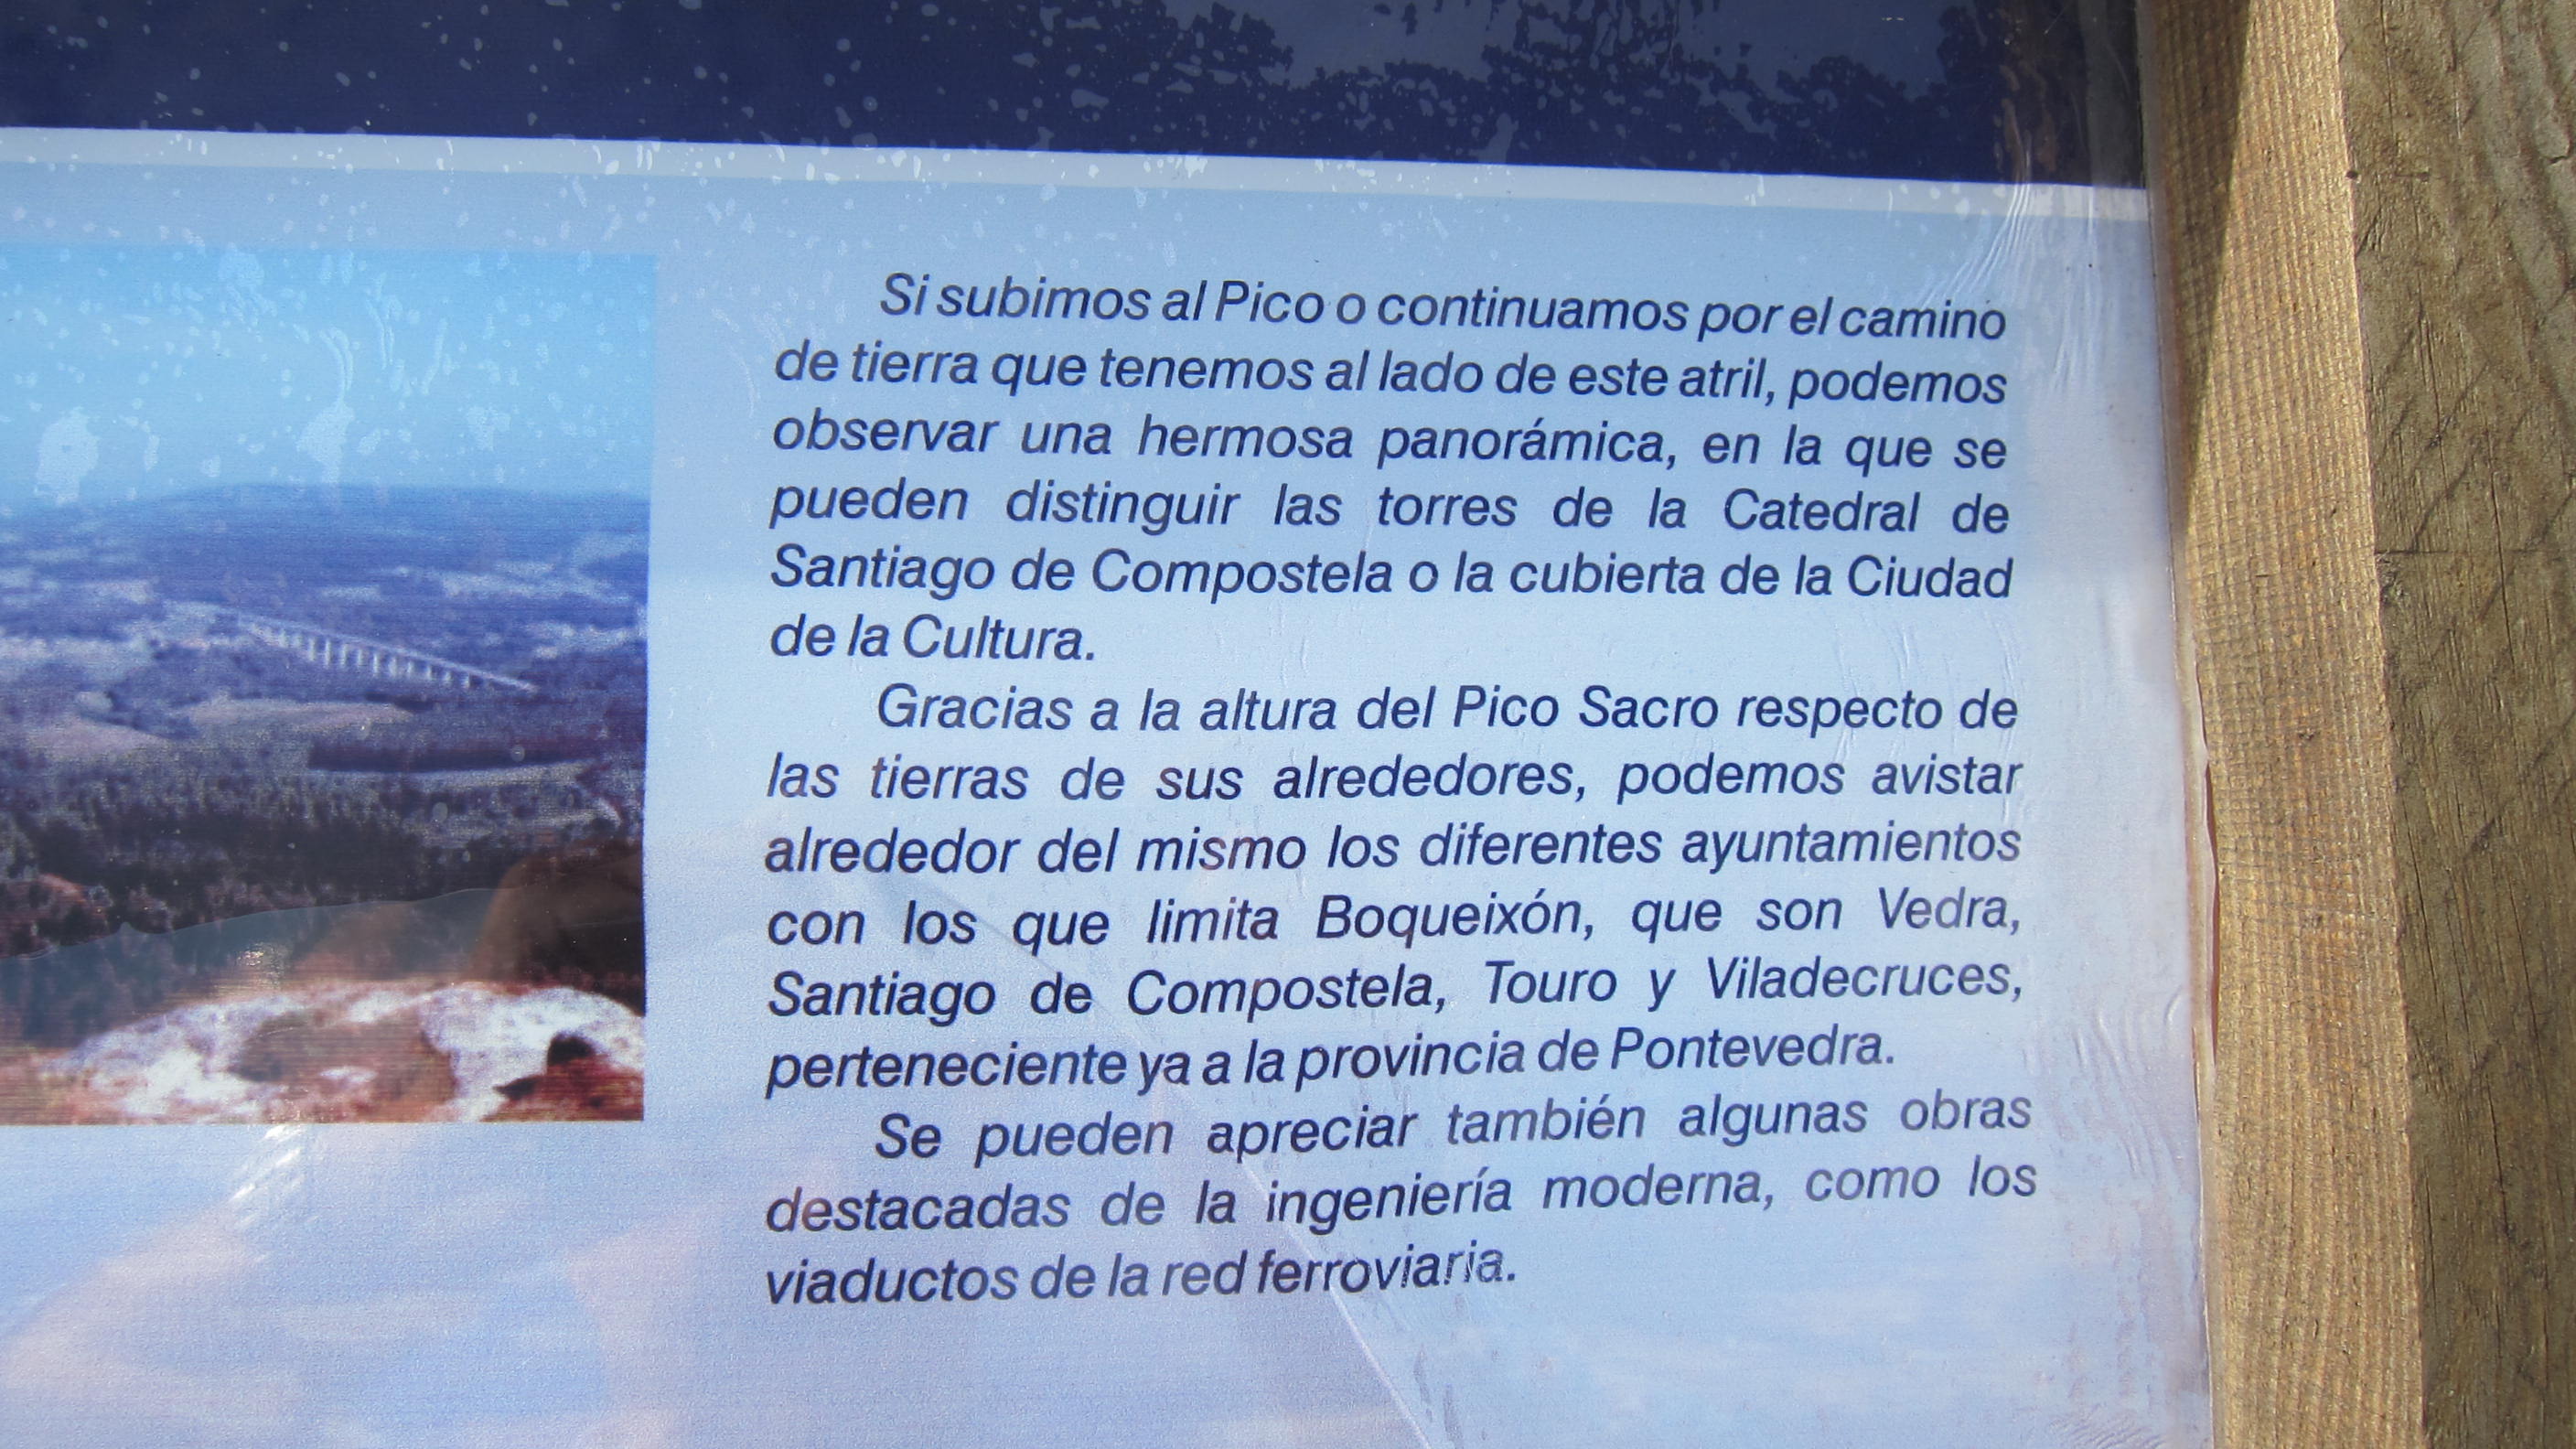 Si subimos al Pico o continuamos por el camino
de tierra que tenemos al lado de este atril, podemos
observar una hermosa panorámica, en la que se
pueden distinguir las torres de la Catedral de
Santiago de Compostela o la cubierta de la Ciudad
de la Cultura.
Gracias a la altura del Pico Sacro respecto de
las tierras de sus alrededores, podemos avistar
alrededor del mismo los diferentes ayuntamientos
con los que limita Boqueixón, que son Vedra,
Santiago de Compostela, Touro y Viladecruces,
perteneciente ya a la provincia de Pontevedra.
Se pueden apreciar también algunas obras
destacadas de la ingeniería moderna, como los
viaductos de la red ferroviaria.